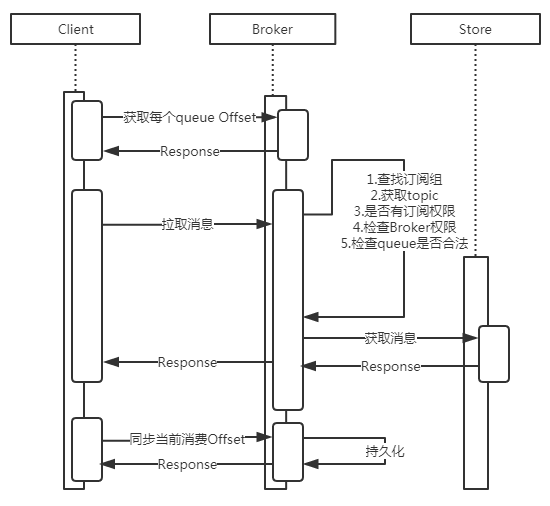 Client
Broker
Store
获取每个queue Offset
Response
1.查找订阅组
2.获取topic
3.是否有订阅权限
4.检查Broker权限
5.检查queue是否合法
拉取消息
获取消息
Response
Response
同步当前消费Offset
持久化
Response